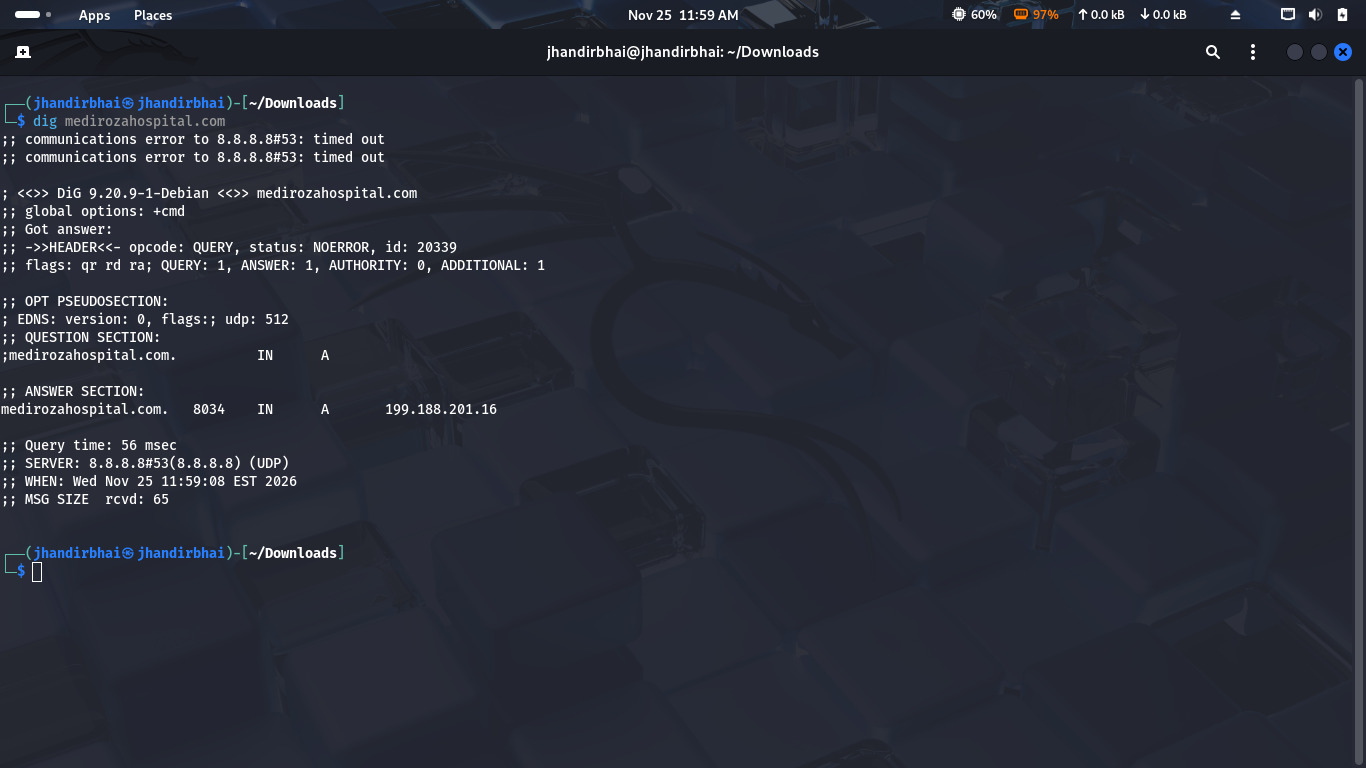 Apps Places Nov 25 11:59 AM 60% 97% 0.0 kB 0.0 kB
jhandirbhai@jhandirbhai: ~/Downloads
┌──(jhandirbhai㉿jhandirbhai)-[~/Downloads]
└─$ dig medirozahospital.com
;; communications error to 8.8.8.8#53: timed out
;; communications error to 8.8.8.8#53: timed out
; <<>> DiG 9.20.9-1-Debian <<>> medirozahospital.com
;; global options: +cmd
;; Got answer:
;; ->>HEADER<<- opcode: QUERY, status: NOERROR, id: 20339
;; flags: qr rd ra; QUERY: 1, ANSWER: 1, AUTHORITY: 0, ADDITIONAL: 1
;; OPT PSEUDOSECTION:
; EDNS: version: 0, flags:; udp: 512
;; QUESTION SECTION:
;medirozahospital.com. IN A
;; ANSWER SECTION:
medirozahospital.com. 8034 IN A 199.188.201.16
;; Query time: 56 msec
;; SERVER: 8.8.8.8#53(8.8.8.8) (UDP)
;; WHEN: Wed Nov 25 11:59:08 EST 2026
;; MSG SIZE rcvd: 65
┌──(jhandirbhai㉿jhandirbhai)-[~/Downloads]
└─$